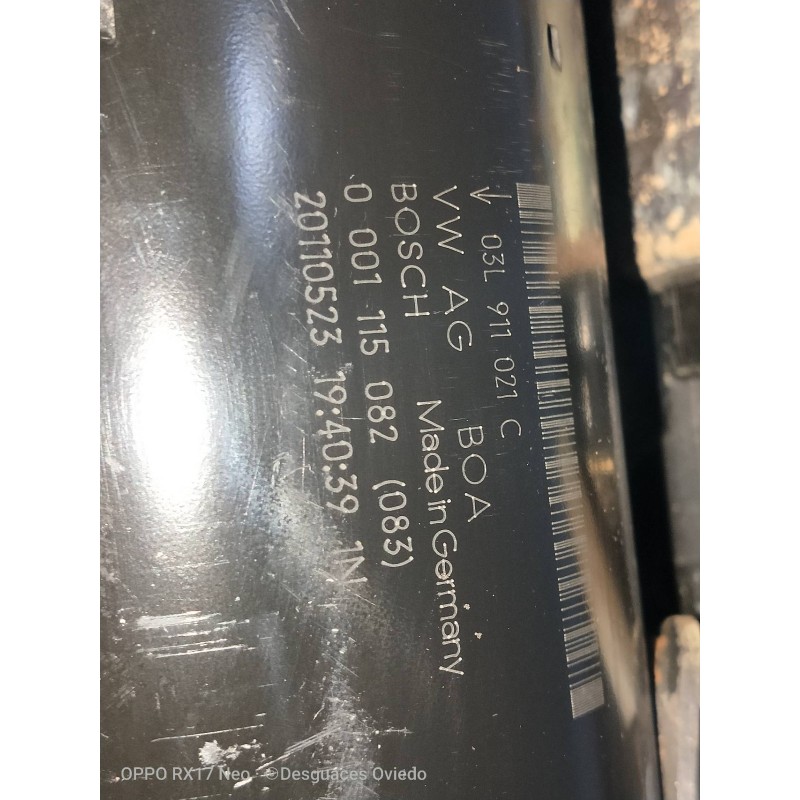 ↓ 03L 911 021 C
VW AG BOA
BOSCH Made in Germany
0 001 115 082 (083)
20110523 19:40:39 1N
OPPO RX17 Neo ©Desguaces Oviedo